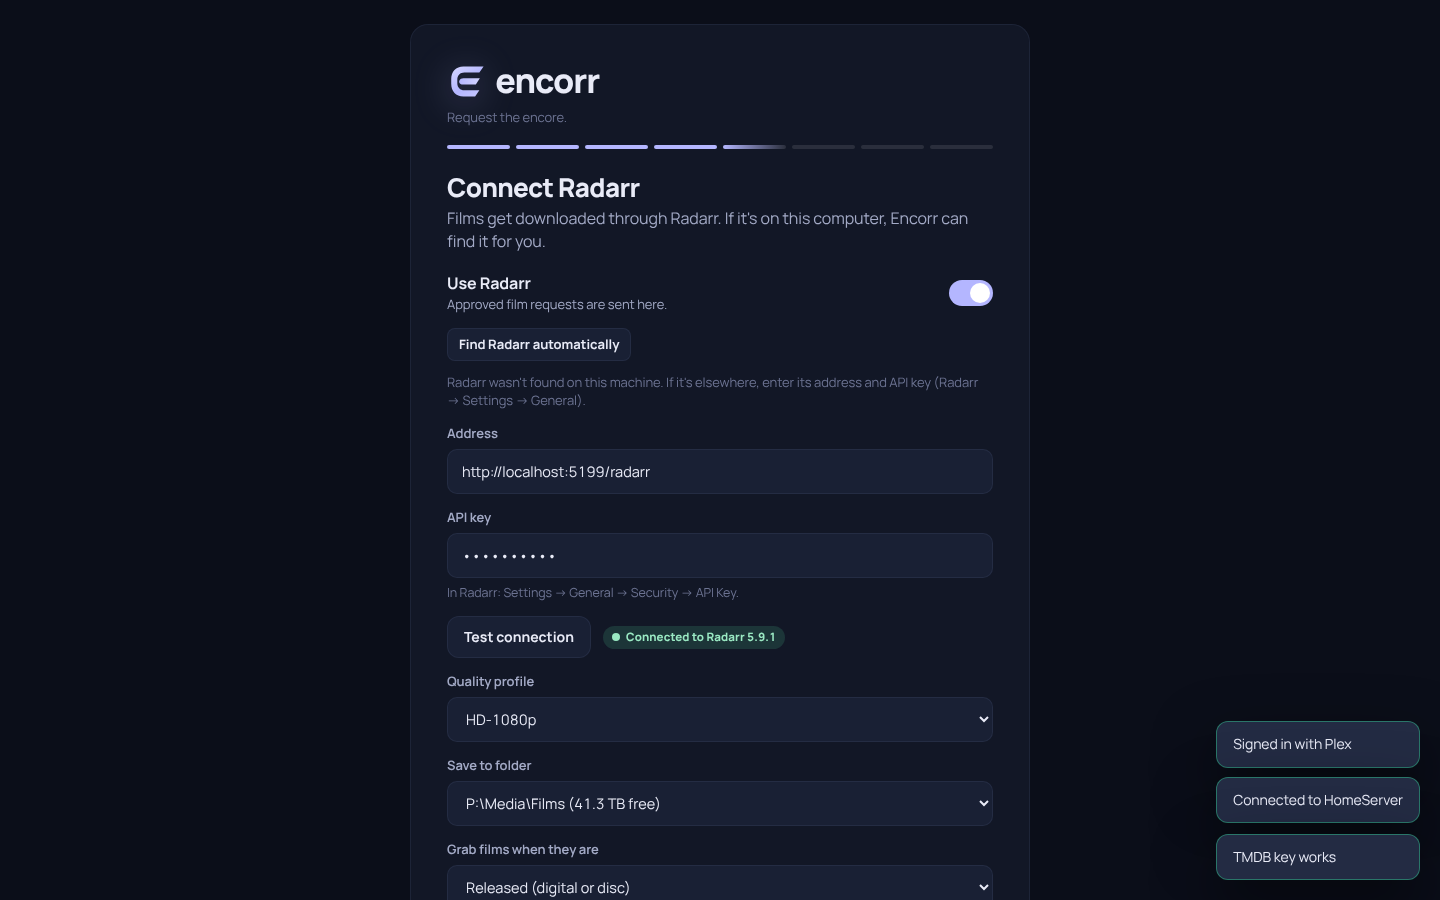 encorr
Request the encore.
Connect Radarr
Films get downloaded through Radarr. If it's on this computer, Encorr can
find it for you.
Use Radarr
Approved film requests are sent here.
Find Radarr automatically
Radarr wasn't found on this machine. If it's elsewhere, enter its address and API key (Radarr
→ Settings → General).
Address
http://localhost:5199/radarr
API key
••••••••••
In Radarr: Settings → General → Security → API Key.
Test connection
Connected to Radarr 5.9.1
Quality profile
HD-1080p
Save to folder
P:\Media\Films (41.3 TB free)
Grab films when they are
Released (digital or disc)
Signed in with Plex
Connected to HomeServer
TMDB key works